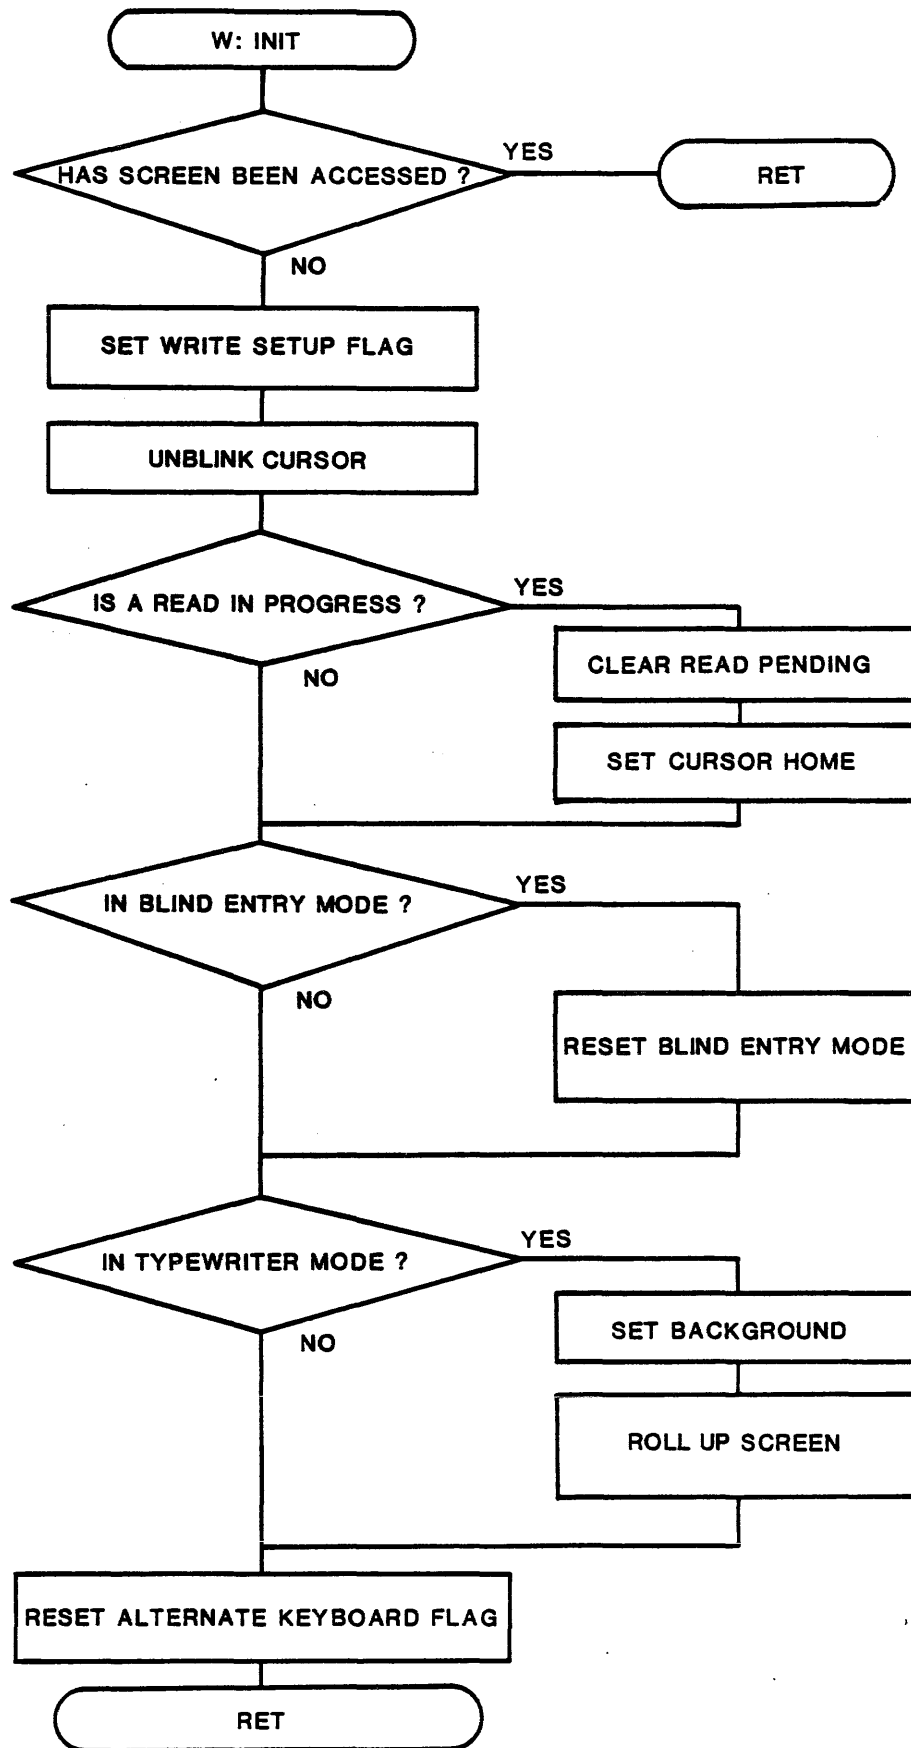 W: INIT
HAS SCREEN BEEN ACCESSED ?
YES
RET
NO
SET WRITE SETUP FLAG
UNBLINK CURSOR
IS A READ IN PROGRESS ?
YES
CLEAR READ PENDING
NO
SET CURSOR HOME
IN BLIND ENTRY MODE ?
YES
NO
RESET BLIND ENTRY MODE
IN TYPEWRITER MODE ?
YES
SET BACKGROUND
NO
ROLL UP SCREEN
RESET ALTERNATE KEYBOARD FLAG
RET